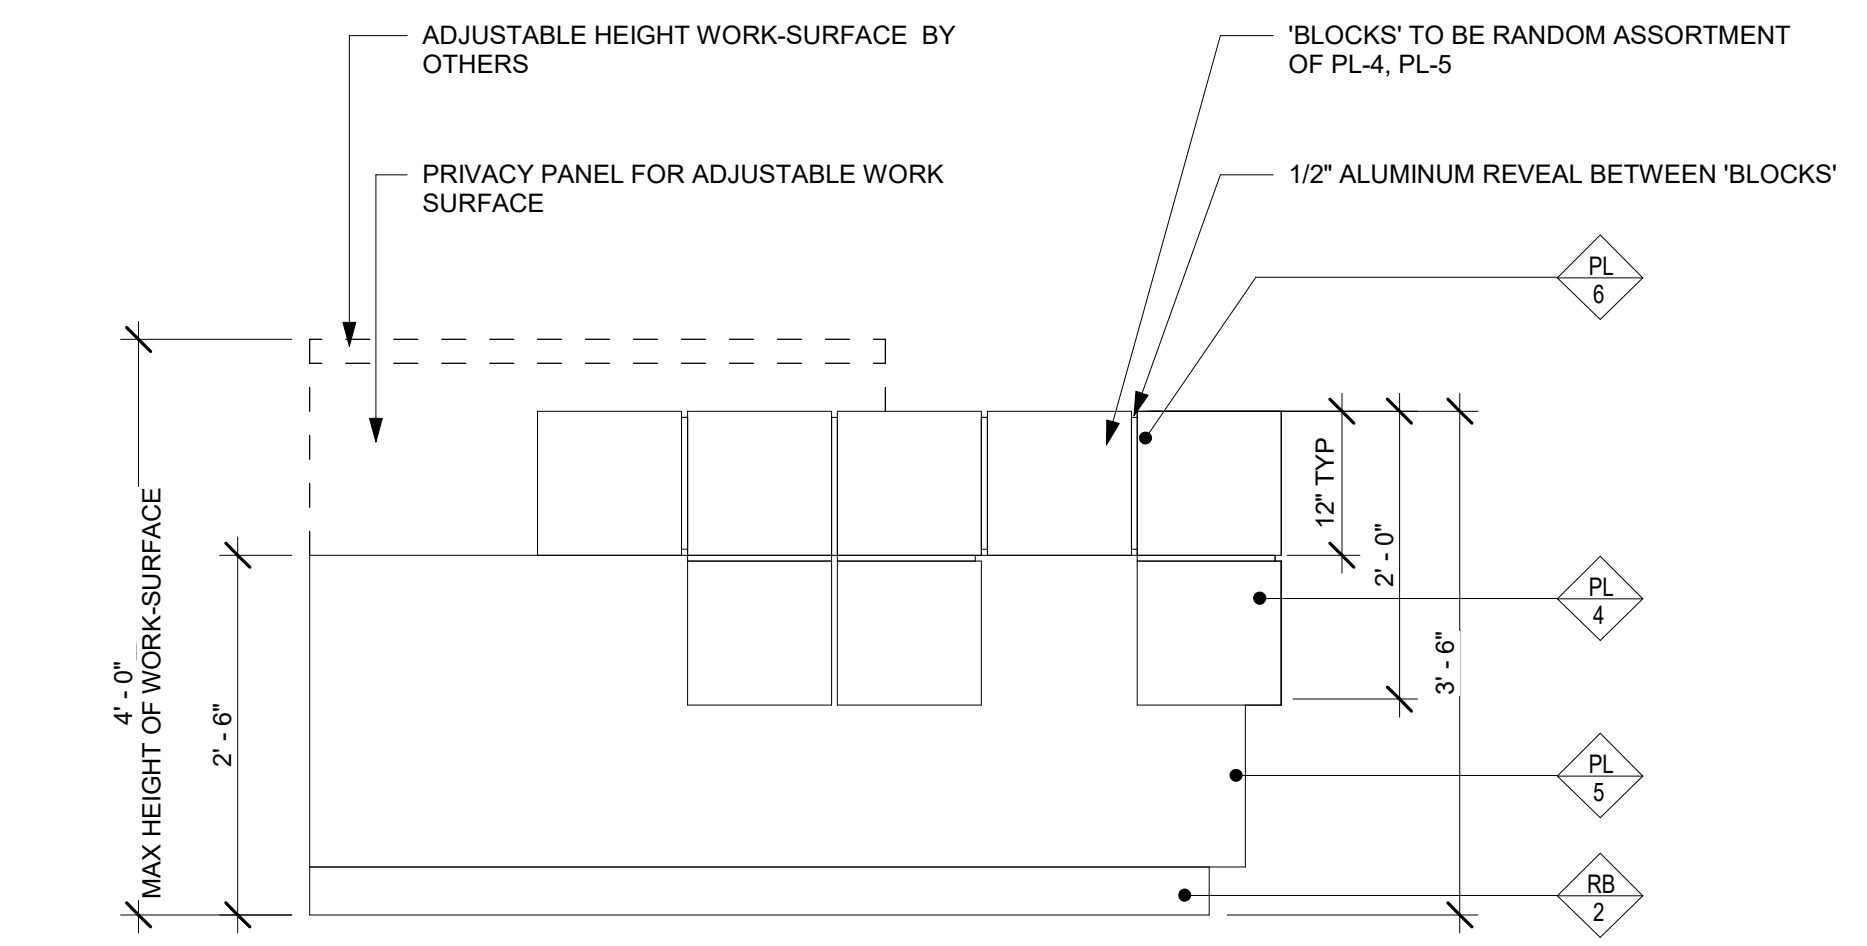 ADJUSTABLE HEIGHT WORK-SURFACE BY
OTHERS
'BLOCKS' TO BE RANDOM ASSORTMENT
OF PL-4, PL-5
PRIVACY PANEL FOR ADJUSTABLE WORK
SURFACE
1/2" ALUMINUM REVEAL BETWEEN 'BLOCKS'
PL
6
12" TYP
2' - 0"
3' - 6"
PL
4
4' - 0"
MAX HEIGHT OF WORK-SURFACE
2' - 6"
PL
5
RB
2